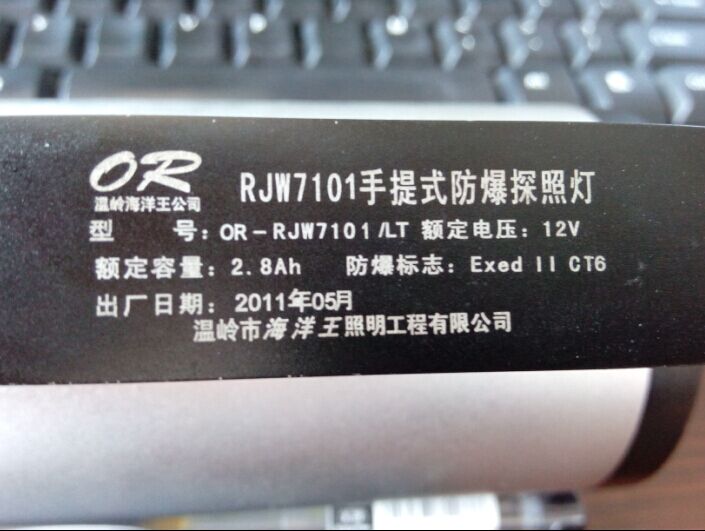 OR
温岭海洋王公司
RJW7101手提式防爆探照灯
型 号：OR-RJW7101/LT 额定电压：12V
额定容量：2.8Ah 防爆标志：Exed II CT6
出厂日期：2011年05月
温岭市海洋王照明工程有限公司